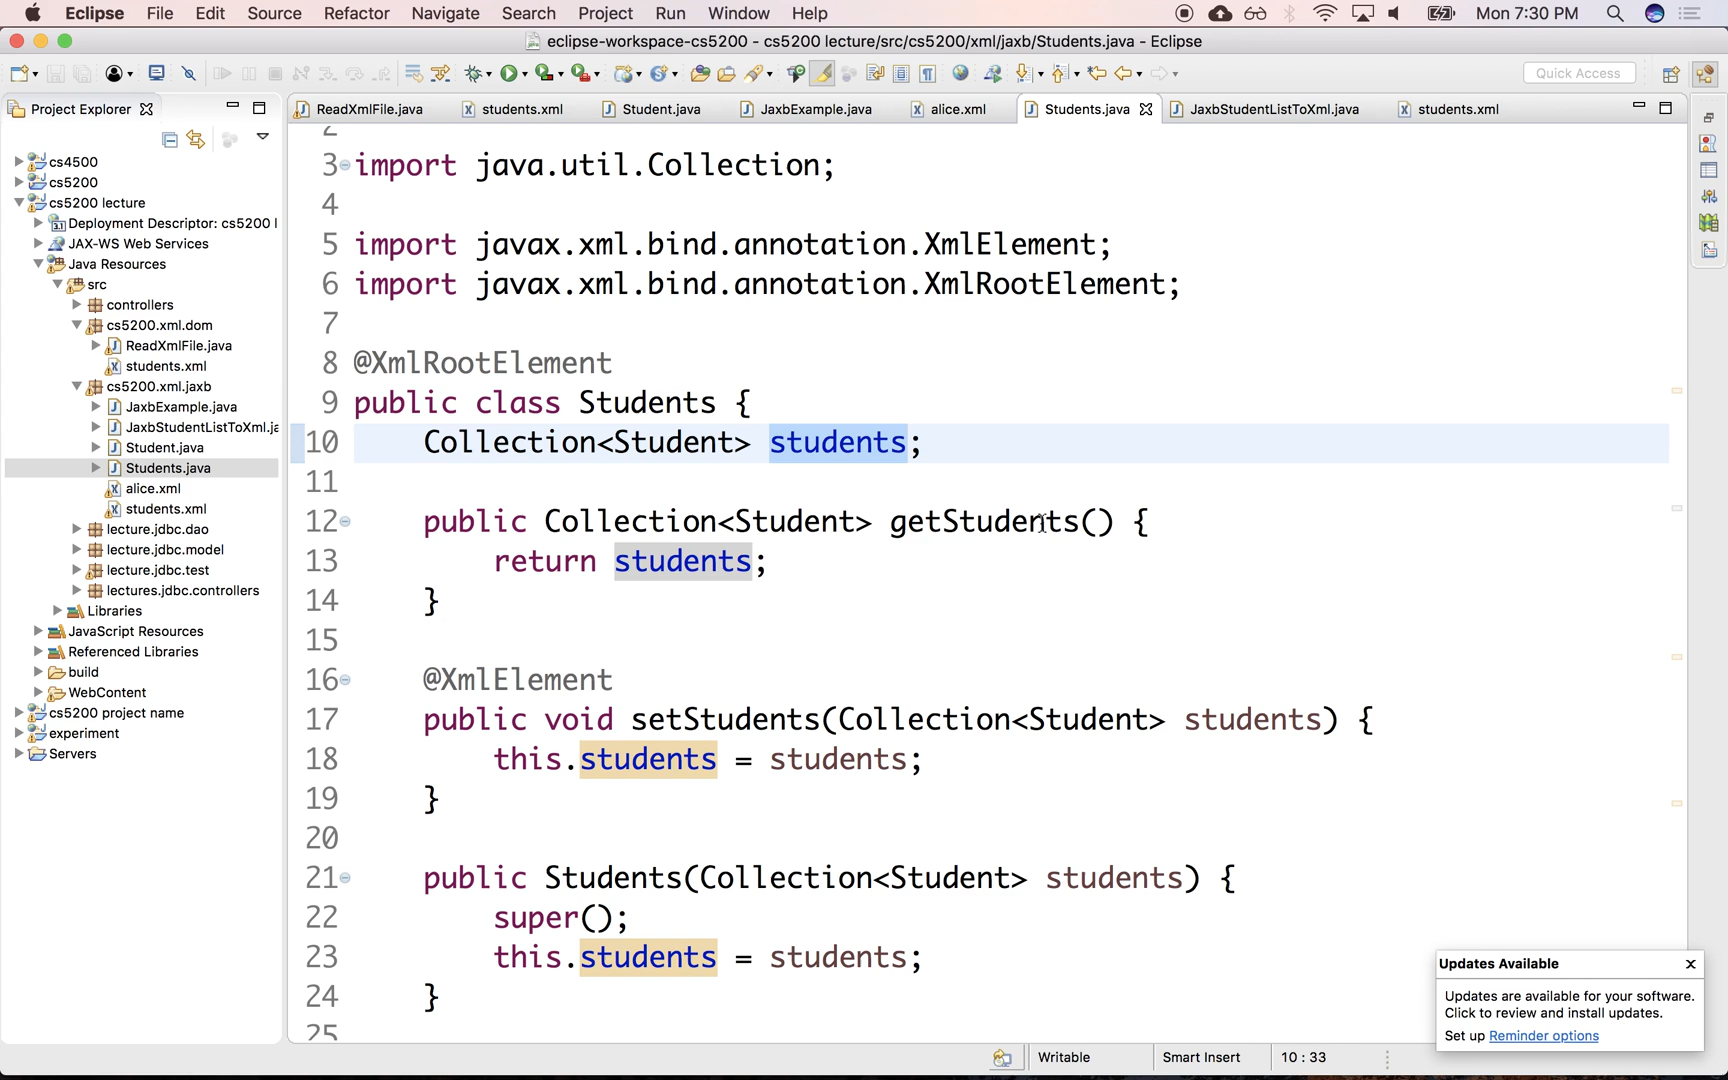 Eclipse File Edit Source Refactor Navigate Search Project Run Window Help Mon 7:30 PM
eclipse-workspace-cs5200 - cs5200 lecture/src/cs5200/xml/jaxb/Students.java - Eclipse
Quick Access
Project Explorer
ReadXmlFile.java students.xml Student.java JaxbExample.java alice.xml Students.java JaxbStudentListToXml.java students.xml
cs4500
cs5200
cs5200 lecture
Deployment Descriptor: cs5200 l
JAX-WS Web Services
Java Resources
src
controllers
cs5200.xml.dom
ReadXmlFile.java
students.xml
cs5200.xml.jaxb
JaxbExample.java
JaxbStudentListToXml.ja
Student.java
Students.java
alice.xml
students.xml
lecture.jdbc.dao
lecture.jdbc.model
lecture.jdbc.test
lectures.jdbc.controllers
Libraries
JavaScript Resources
Referenced Libraries
build
WebContent
cs5200 project name
experiment
Servers
2
3 import java.util.Collection;
4
5 import javax.xml.bind.annotation.XmlElement;
6 import javax.xml.bind.annotation.XmlRootElement;
7
8 @XmlRootElement
9 public class Students {
10 Collection<Student> students;
11
12 public Collection<Student> getStudents() {
13 return students;
14 }
15
16 @XmlElement
17 public void setStudents(Collection<Student> students) {
18 this.students = students;
19 }
20
21 public Students(Collection<Student> students) {
22 super();
23 this.students = students;
24 }
25
Updates Available
Updates are available for your software.
Click to review and install updates.
Set up Reminder options
Writable Smart Insert 10 : 33